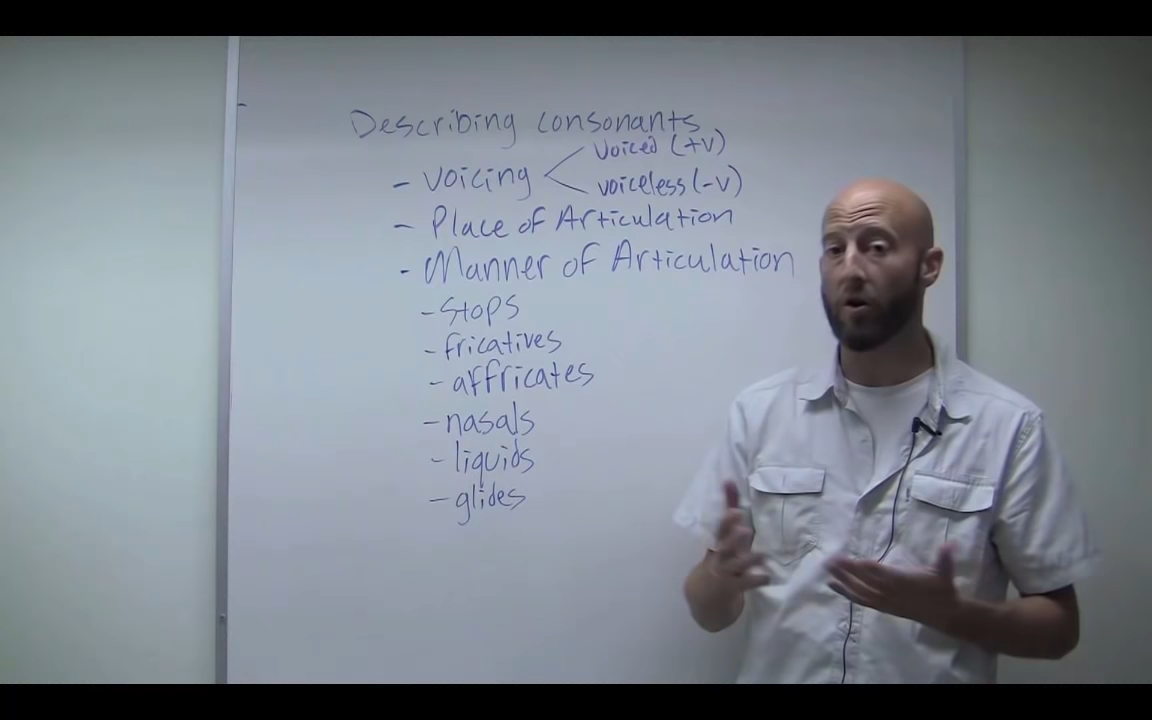 Describing consonants
voiced (+v)
- voicing
voiceless (-v)
- Place of Articulation
- Manner of Articulation
- stops
- fricatives
- affricates
- nasals
- liquids
- glides